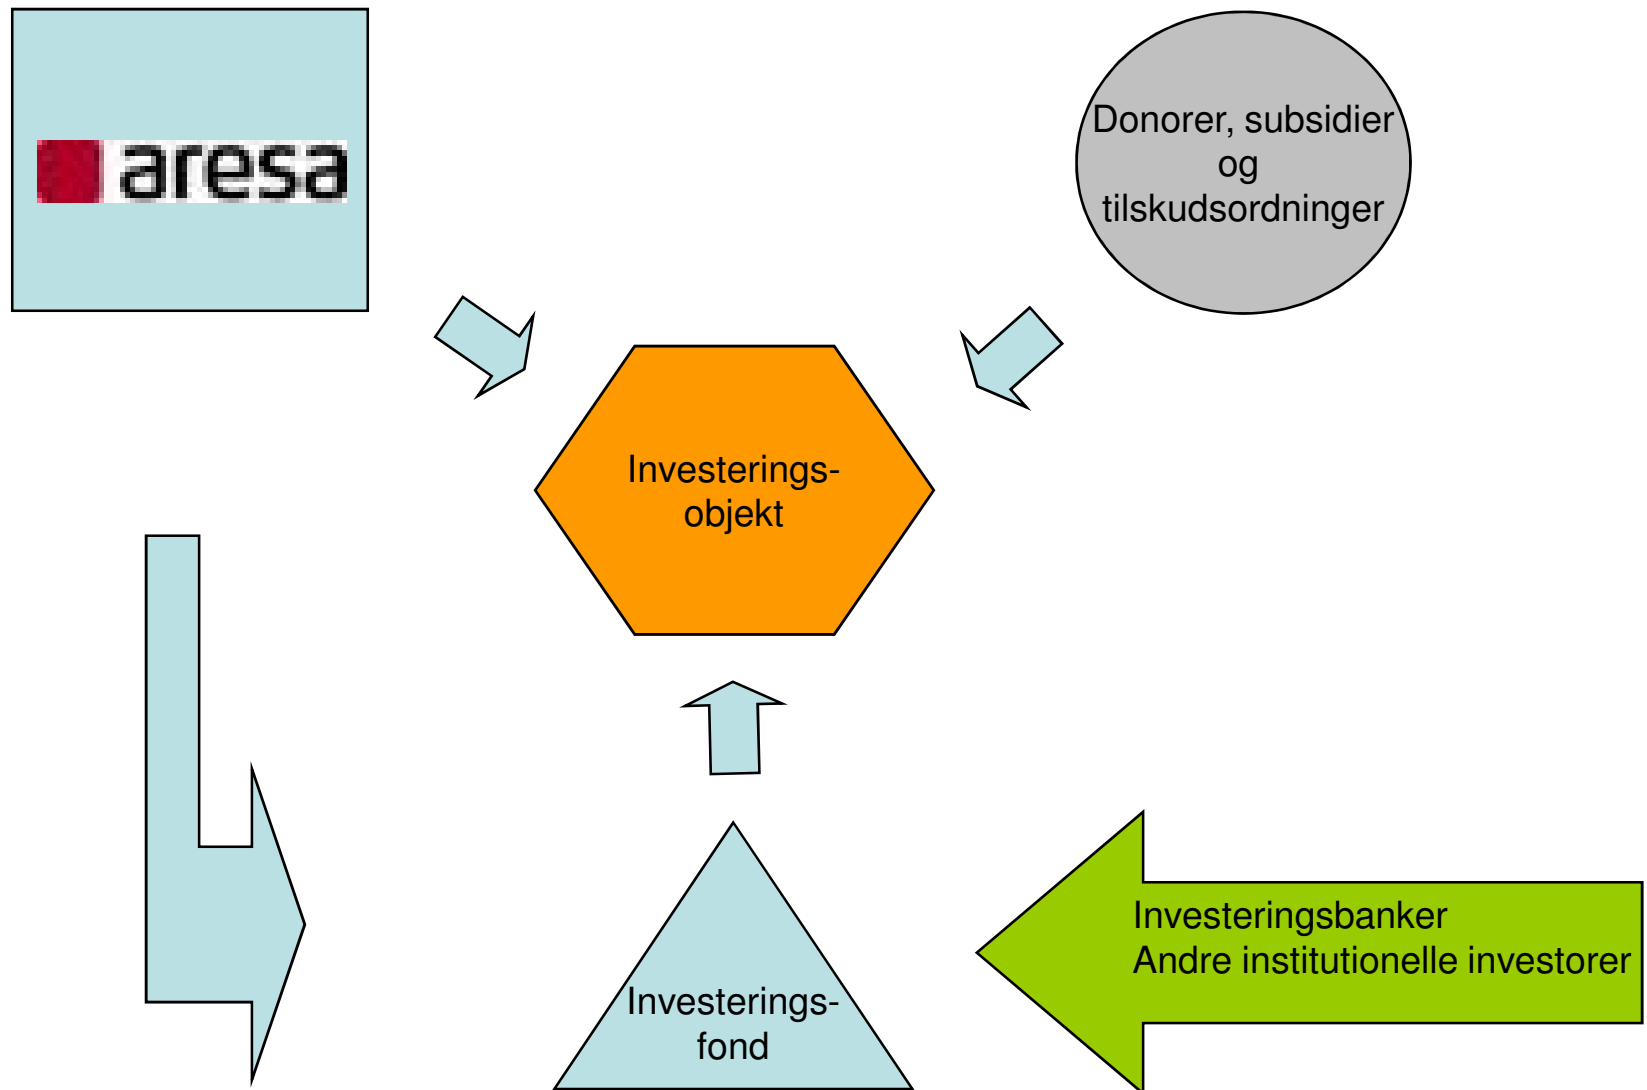 aresa
Donorer, subsidier
og
tilskudsordninger
Investerings-
objekt
Investeringsbanker
Andre institutionelle investorer
Investerings-
fond